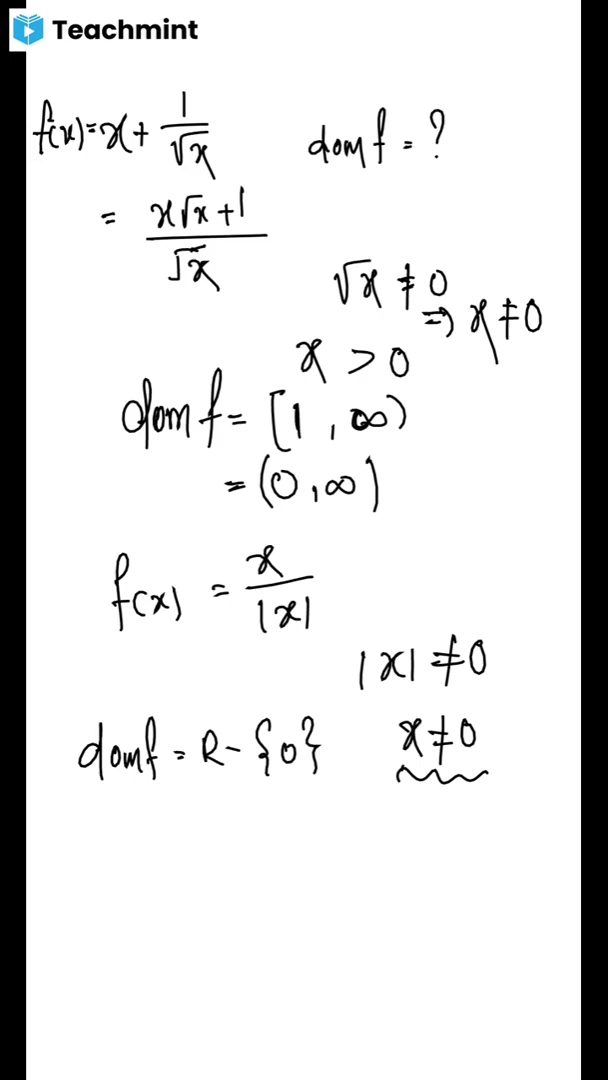 Teachmint
f(x) = x + 1/√x    dom f = ?
= (x√x + 1)/√x
√x ≠ 0
⇒ x ≠ 0
x > 0
dom f = [1, ∞)
= (0, ∞)
f(x) = x/|x|
|x| ≠ 0
dom f = R - {0}    x ≠ 0